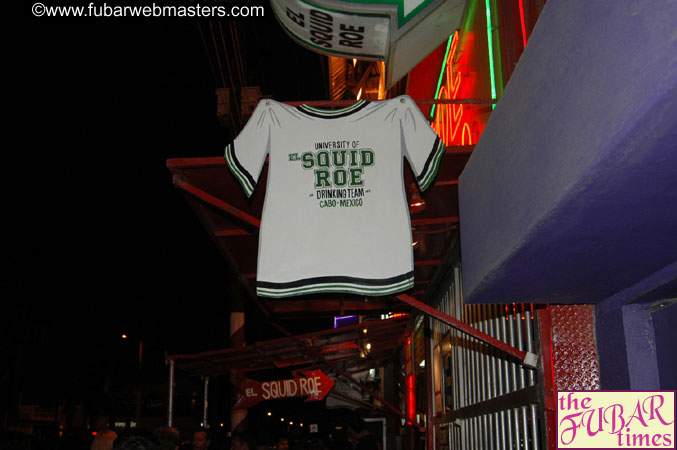 ©www.fubarwebmasters.com
EL
SQUID
ROE
UNIVERSITY OF
EL SQUID
ROE
DRINKING TEAM
CABO-MEXICO
EL SQUID ROE
the
FUBAR
times